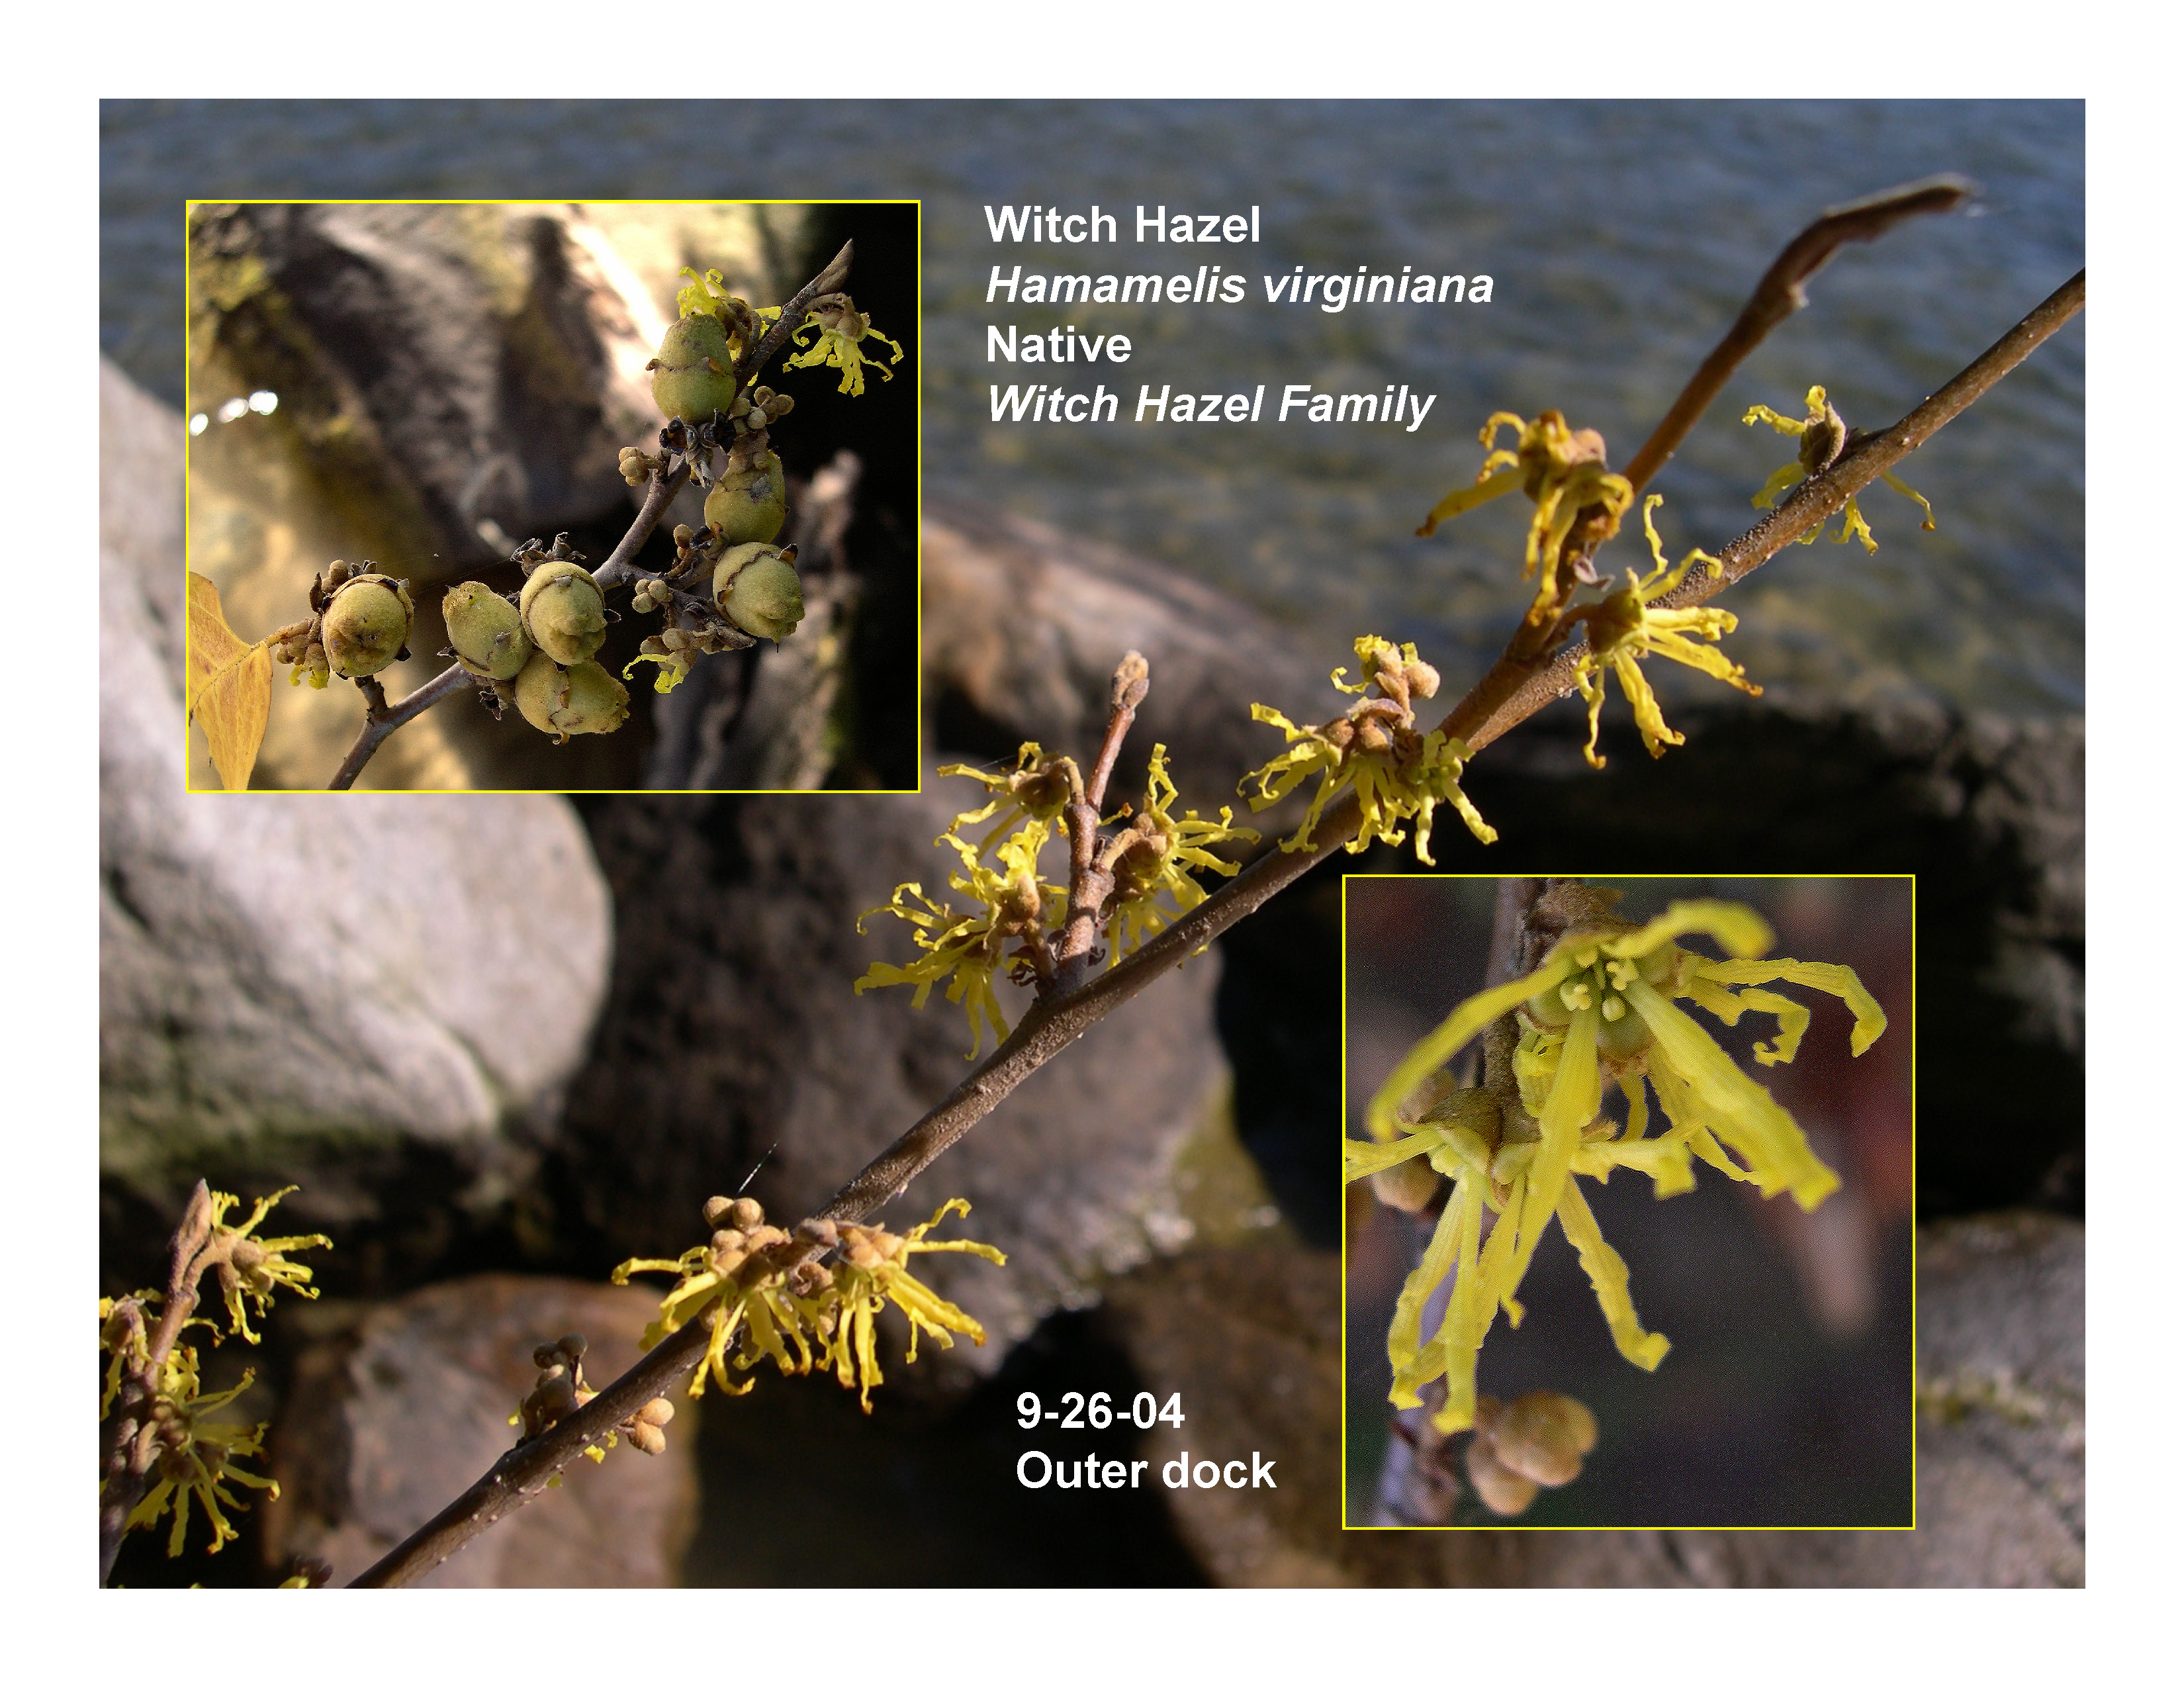 Witch Hazel
Hamamelis virginiana
Native
Witch Hazel Family
9-26-04
Outer dock